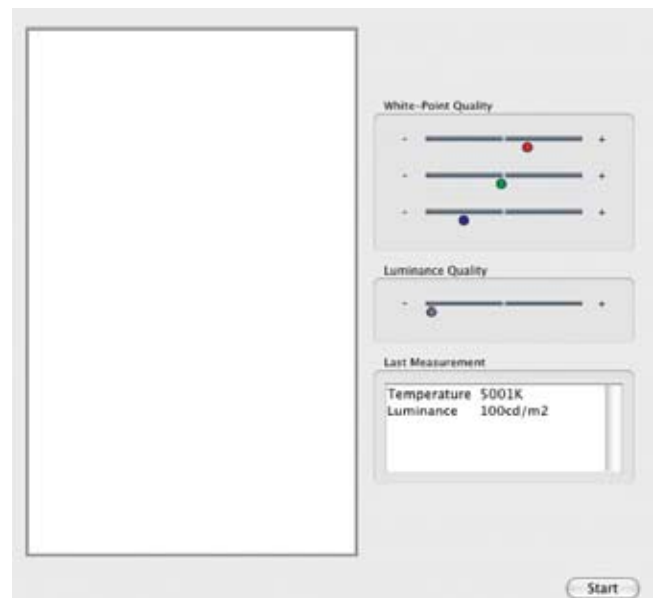 White-Point Quality
- +
- +
- +
Luminance Quality
- +
Last Measurement
Temperature 5001K
Luminance 100cd/m2
Start